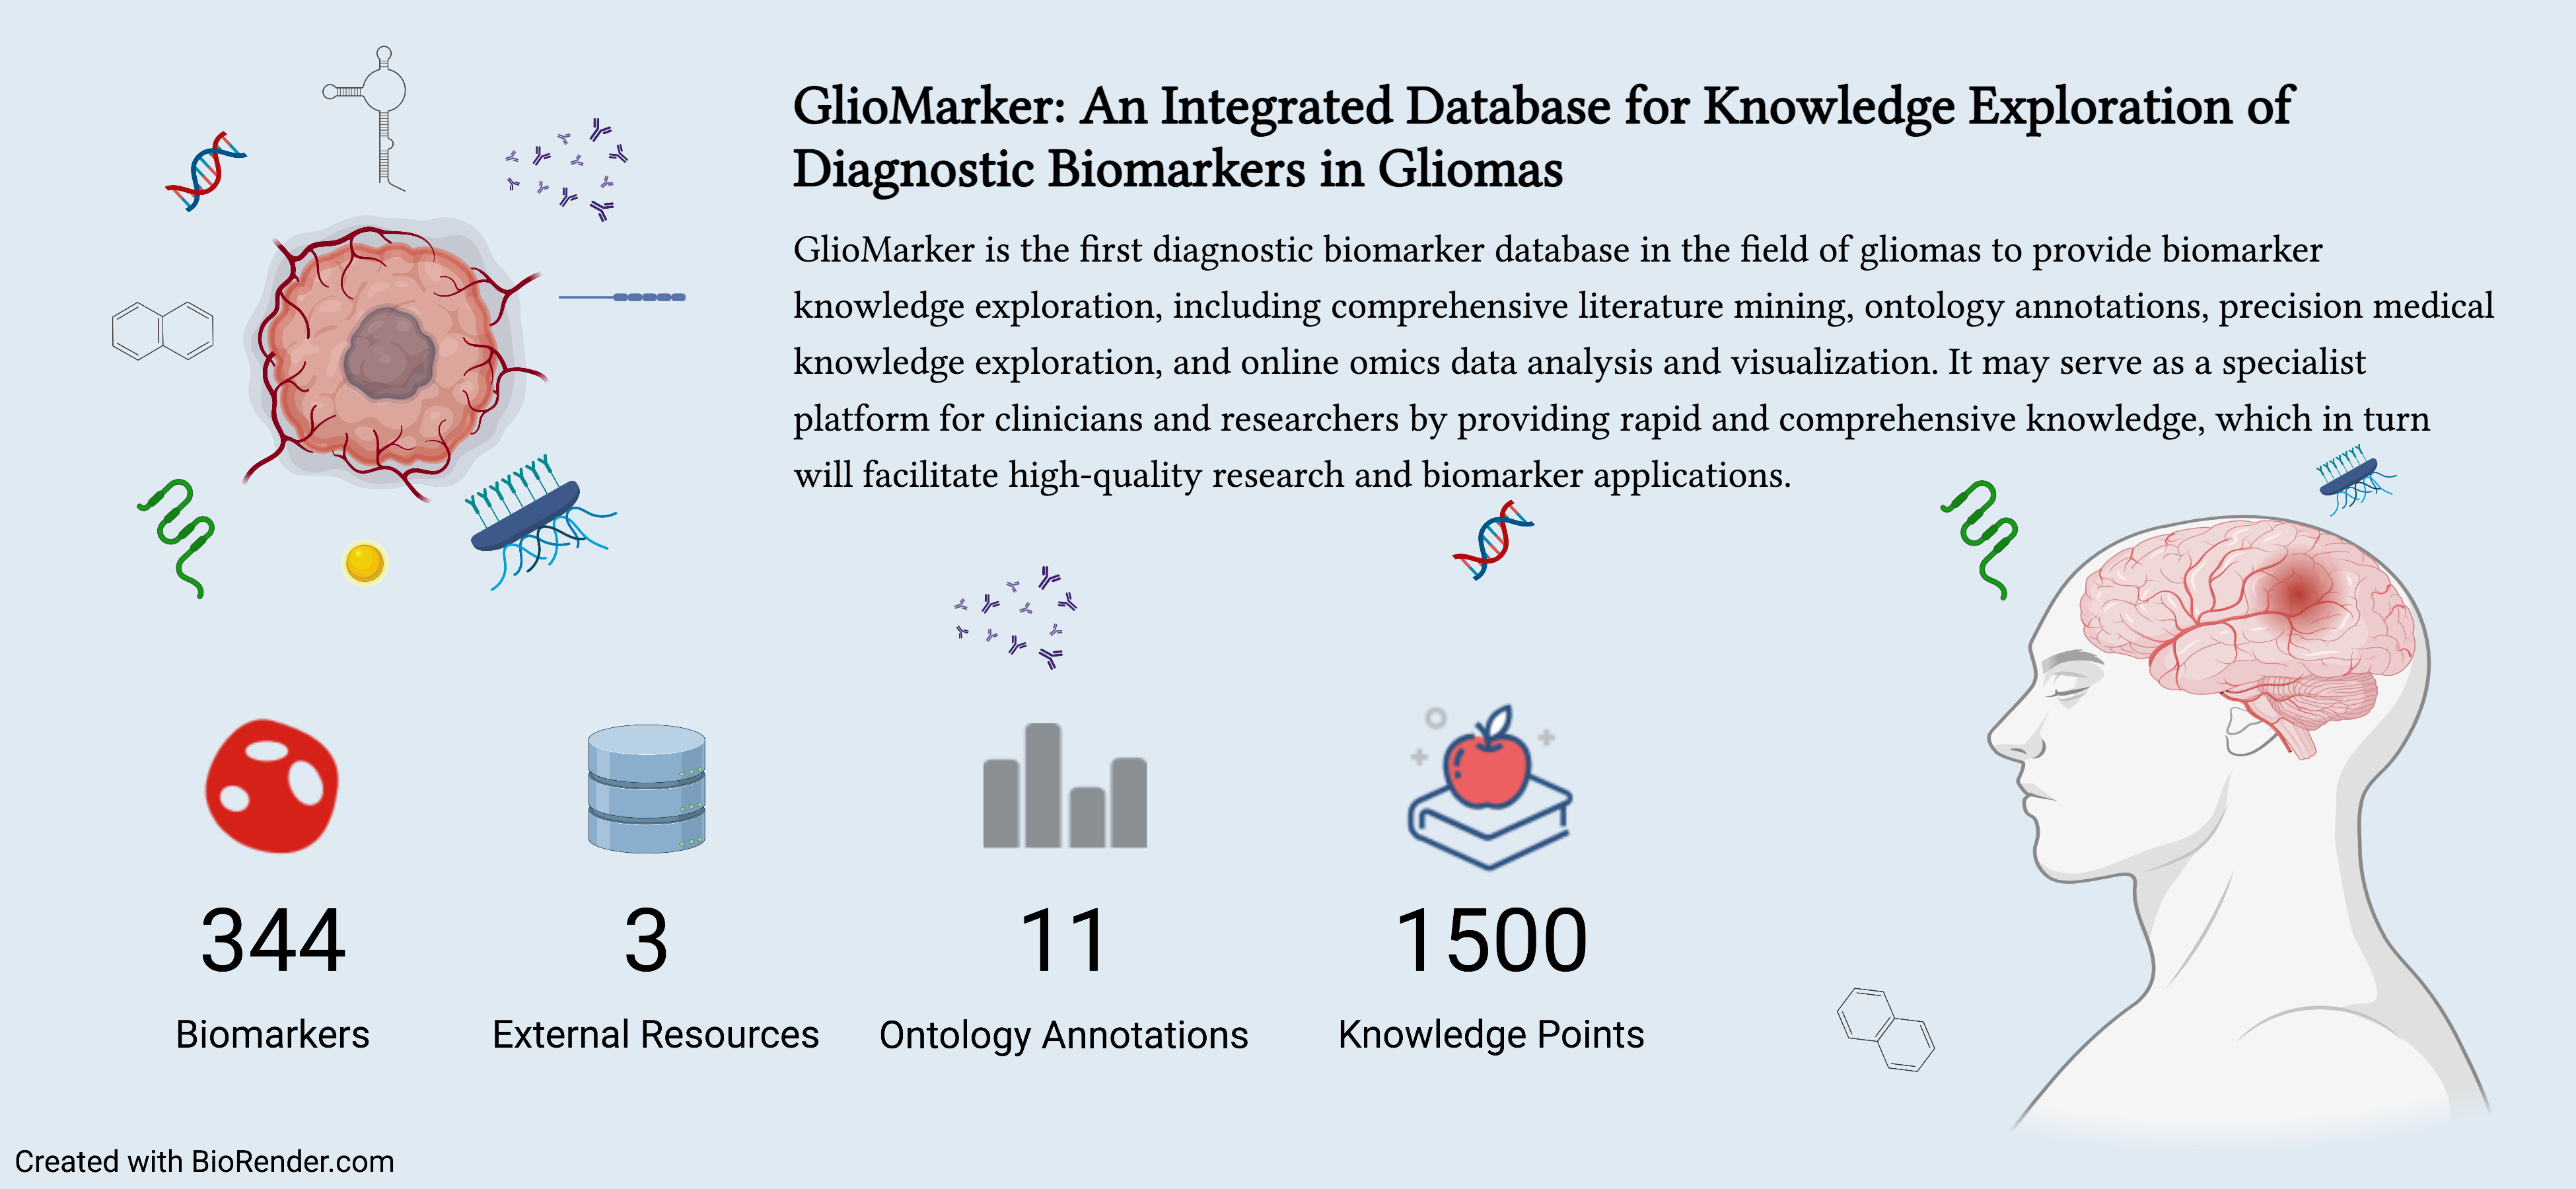 GlioMarker: An Integrated Database for Knowledge Exploration of
Diagnostic Biomarkers in Gliomas
GlioMarker is the first diagnostic biomarker database in the field of gliomas to provide biomarker
knowledge exploration, including comprehensive literature mining, ontology annotations, precision medical
knowledge exploration, and online omics data analysis and visualization. It may serve as a specialist
platform for clinicians and researchers by providing rapid and comprehensive knowledge, which in turn
will facilitate high-quality research and biomarker applications.
344
Biomarkers
3
External Resources
11
Ontology Annotations
1500
Knowledge Points
Created with BioRender.com